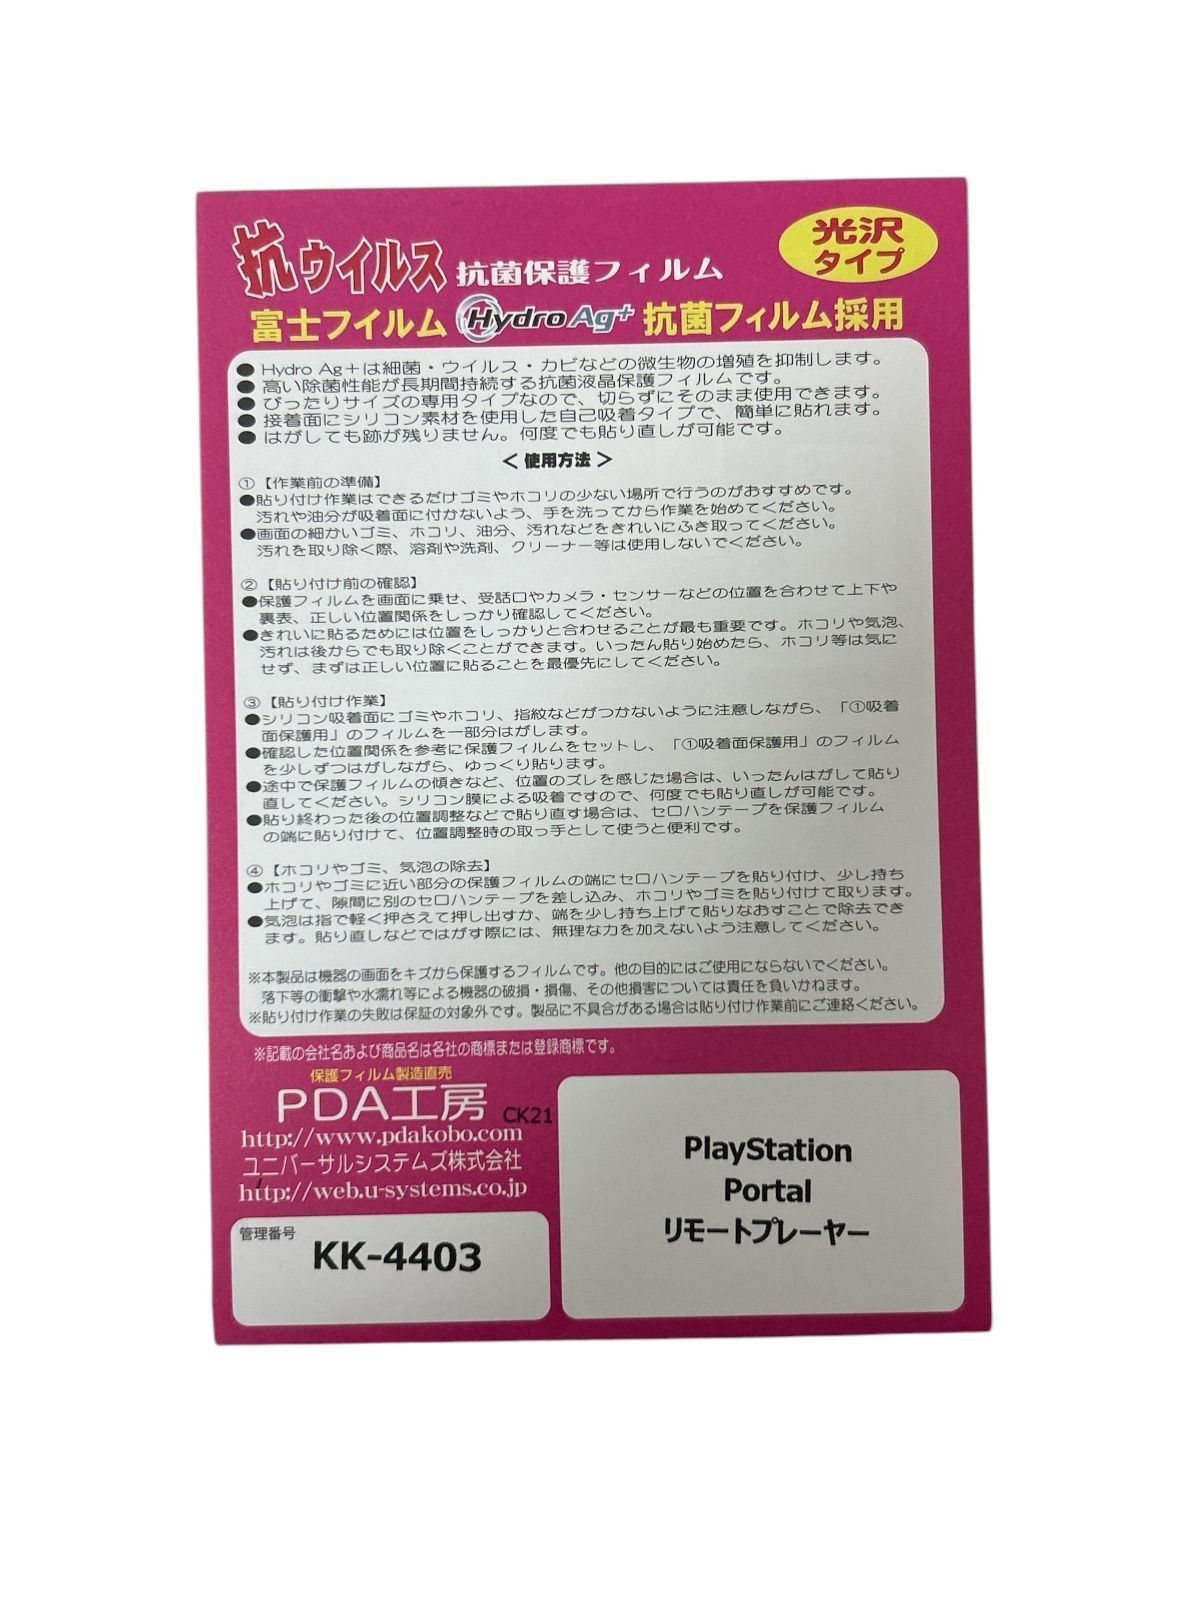 抗ウイルス 抗菌保護フィルム
光沢
タイプ
富士フイルム Hydro Ag+ 抗菌フィルム採用
● Hydro Ag+は細菌・ウイルス・カビなどの微生物の増殖を抑制します。
● 高い除菌性能が長期間持続する抗菌液晶保護フィルムです。
● ぴったりサイズの専用タイプなので、切らずにそのまま使用できます。
● 接着面にシリコン素材を使用した自己吸着タイプで、簡単に貼れます。
● はがしても跡が残りません。何度でも貼り直しが可能です。
＜使用方法＞
①【作業前の準備】
●貼り付け作業はできるだけゴミやホコリの少ない場所で行うのがおすすめです。
汚れや油分が吸着面に付かないよう、手を洗ってから作業を始めてください。
●画面の細かいゴミ、ホコリ、油分、汚れなどをきれいにふき取ってください。
汚れを取り除く際、溶剤や洗剤、クリーナー等は使用しないでください。
②【貼り付け前の確認】
●保護フィルムを画面に乗せ、受話口やカメラ・センサーなどの位置を合わせて上下や
裏表、正しい位置関係をしっかり確認してください。
●きれいに貼るためには位置をしっかりと合わせることが最も重要です。ホコリや気泡、
汚れは後からでも取り除くことができます。いったん貼り始めたら、ホコリ等は気に
せず、まずは正しい位置に貼ることを最優先にしてください。
③【貼り付け作業】
●シリコン吸着面にゴミやホコリ、指紋などがつかないように注意しながら、「①吸着
面保護用」のフィルムを一部分はがします。
●確認した位置関係を参考に保護フィルムをセットし、「①吸着面保護用」のフィルム
を少しずつはがしながら、ゆっくり貼ります。
●途中で保護フィルムの傾きなど、位置のズレを感じた場合は、いったんはがして貼り
直してください。シリコン膜による吸着ですので、何度でも貼り直しが可能です。
●貼り終わった後の位置調整などで貼り直す場合は、セロハンテープを保護フィルム
の端に貼り付けて、位置調整時の取っ手として使うと便利です。
④【ホコリやゴミ、気泡の除去】
●ホコリやゴミに近い部分の保護フィルムの端にセロハンテープを貼り付け、少し持ち
上げて、隙間に別のセロハンテープを差し込み、ホコリやゴミを貼り付けて取ります。
●気泡は指で軽く押さえて押し出すか、端を少し持ち上げて貼りなおすことで除去でき
ます。貼り直しなどではがす際には、無理な力を加えないよう注意してください。
※本製品は機器の画面をキズから保護するフィルムです。他の目的にはご使用にならないでください。
落下等の衝撃や水濡れ等による機器の破損・損傷、その他損害については責任を負いかねます。
※貼り付け作業の失敗は保証の対象外です。製品に不具合がある場合は貼り付け作業前にご連絡ください。
※記載の会社名および商品名は各社の商標または登録商標です。
保護フィルム製造直売
PDA工房 CK21
http://www.pdakobo.com
ユニバーサルシステムズ株式会社
http://web.u-systems.co.jp
管理番号
KK-4403
PlayStation
Portal
リモートプレーヤー